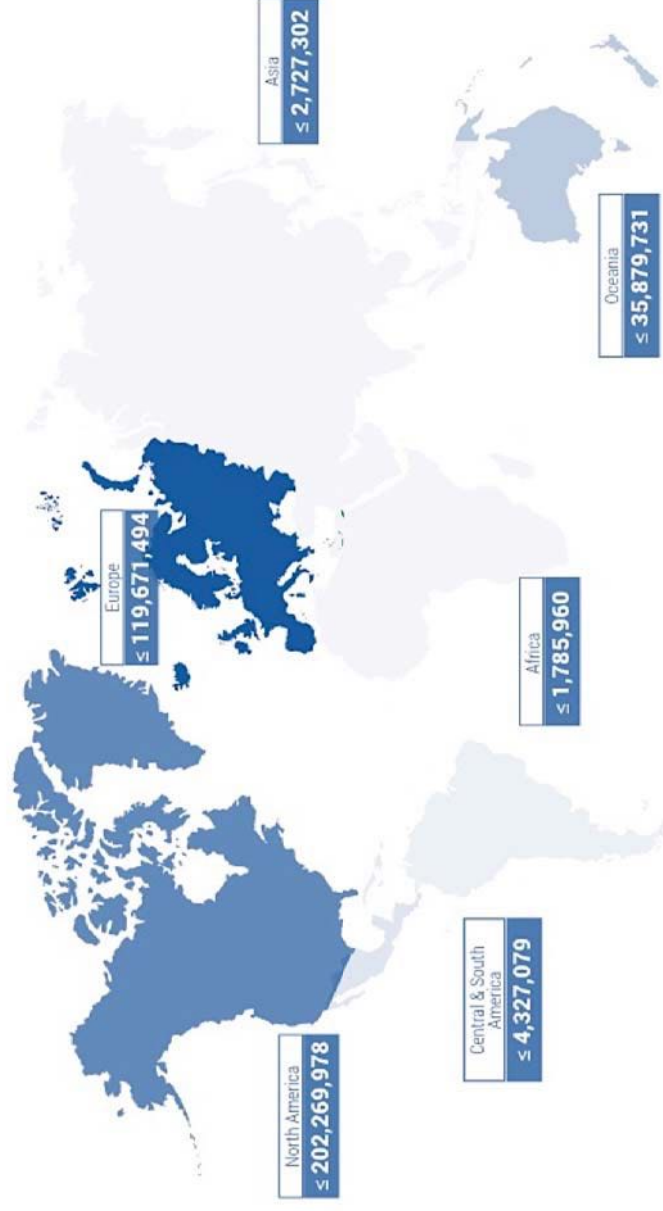 North America
≤ 202,269,978
Europe
≤ 119,671,494
Asia
≤ 2,727,302
Central & South
America
≤ 4,327,079
Africa
≤ 1,785,960
Oceania
≤ 35,879,731